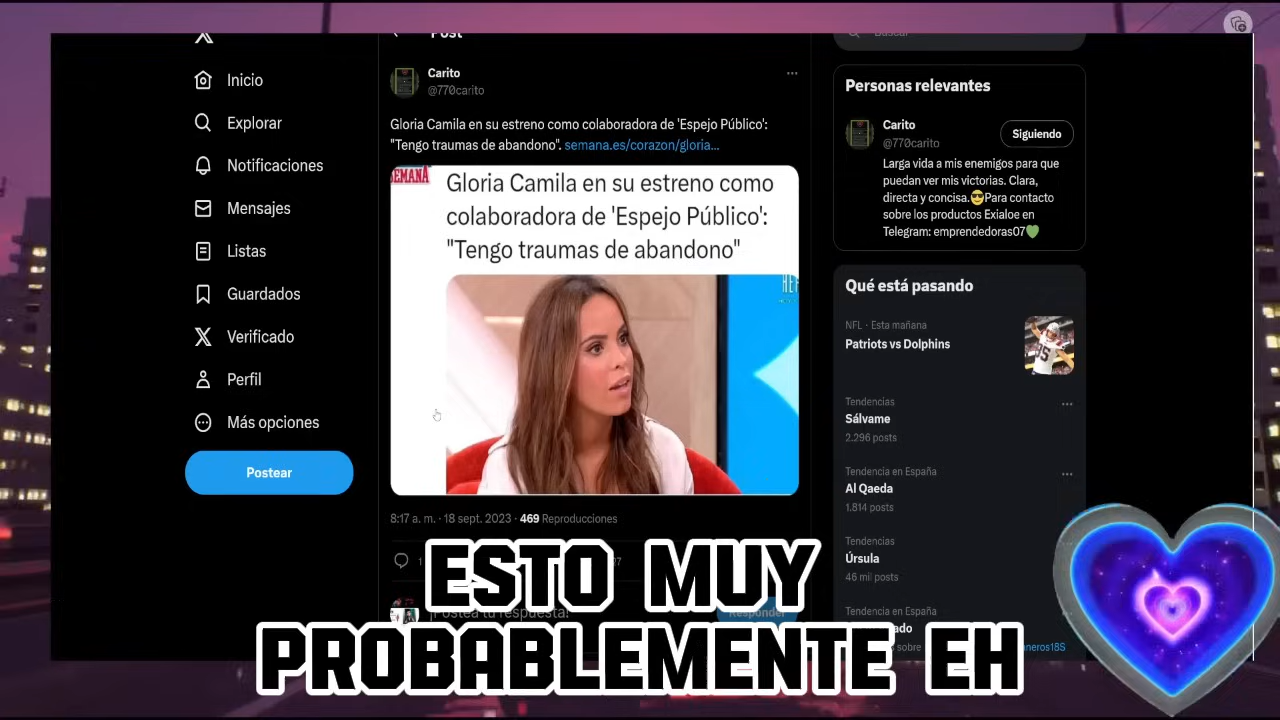 Post
Buscar
Inicio
Explorar
Notificaciones
Mensajes
Listas
Guardados
Verificado
Perfil
Más opciones
Postear
Carito
@770carito
Gloria Camila en su estreno como colaboradora de 'Espejo Público':
"Tengo traumas de abandono". semana.es/corazon/gloria...
SEMANA
Gloria Camila en su estreno como
colaboradora de 'Espejo Público':
"Tengo traumas de abandono"
8:17 a. m. · 18 sept. 2023 · 469 Reproducciones
¡Postea tu respuesta!
Responder
Personas relevantes
Carito
@770carito
Siguiendo
Larga vida a mis enemigos para que
puedan ver mis victorias. Clara,
directa y concisa.😎Para contacto
sobre los productos Exialoe en
Telegram: emprendedoras07💚
Qué está pasando
NFL · Esta mañana
Patriots vs Dolphins
Tendencias
Sálvame
2.296 posts
Tendencia en España
Al Qaeda
1.814 posts
Tendencias
Úrsula
46 mil posts
Tendencia en España
ESTO MUY
PROBABLEMENTE EH